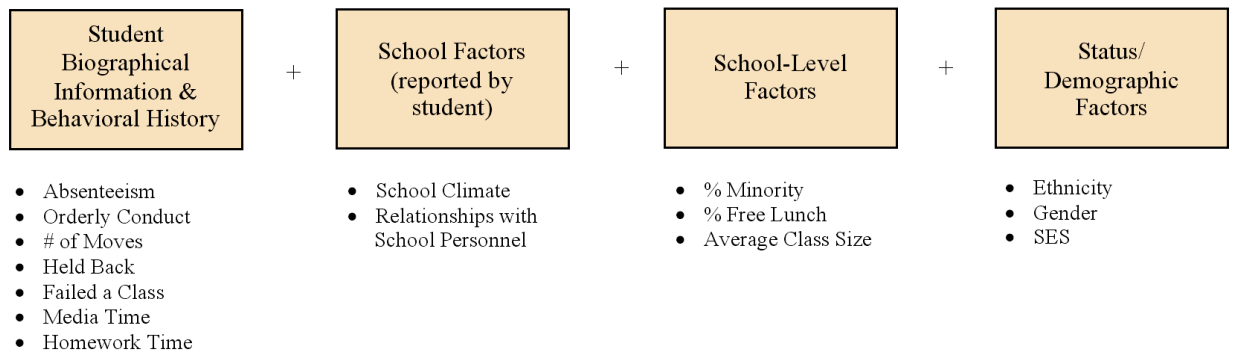 Student
Biographical
Information &
Behavioral History
+
School Factors
(reported by
student)
+
School-Level
Factors
+
Status/
Demographic
Factors
• Absenteeism
• Orderly Conduct
• # of Moves
• Held Back
• Failed a Class
• Media Time
• Homework Time
• School Climate
• Relationships with
School Personnel
• % Minority
• % Free Lunch
• Average Class Size
• Ethnicity
• Gender
• SES